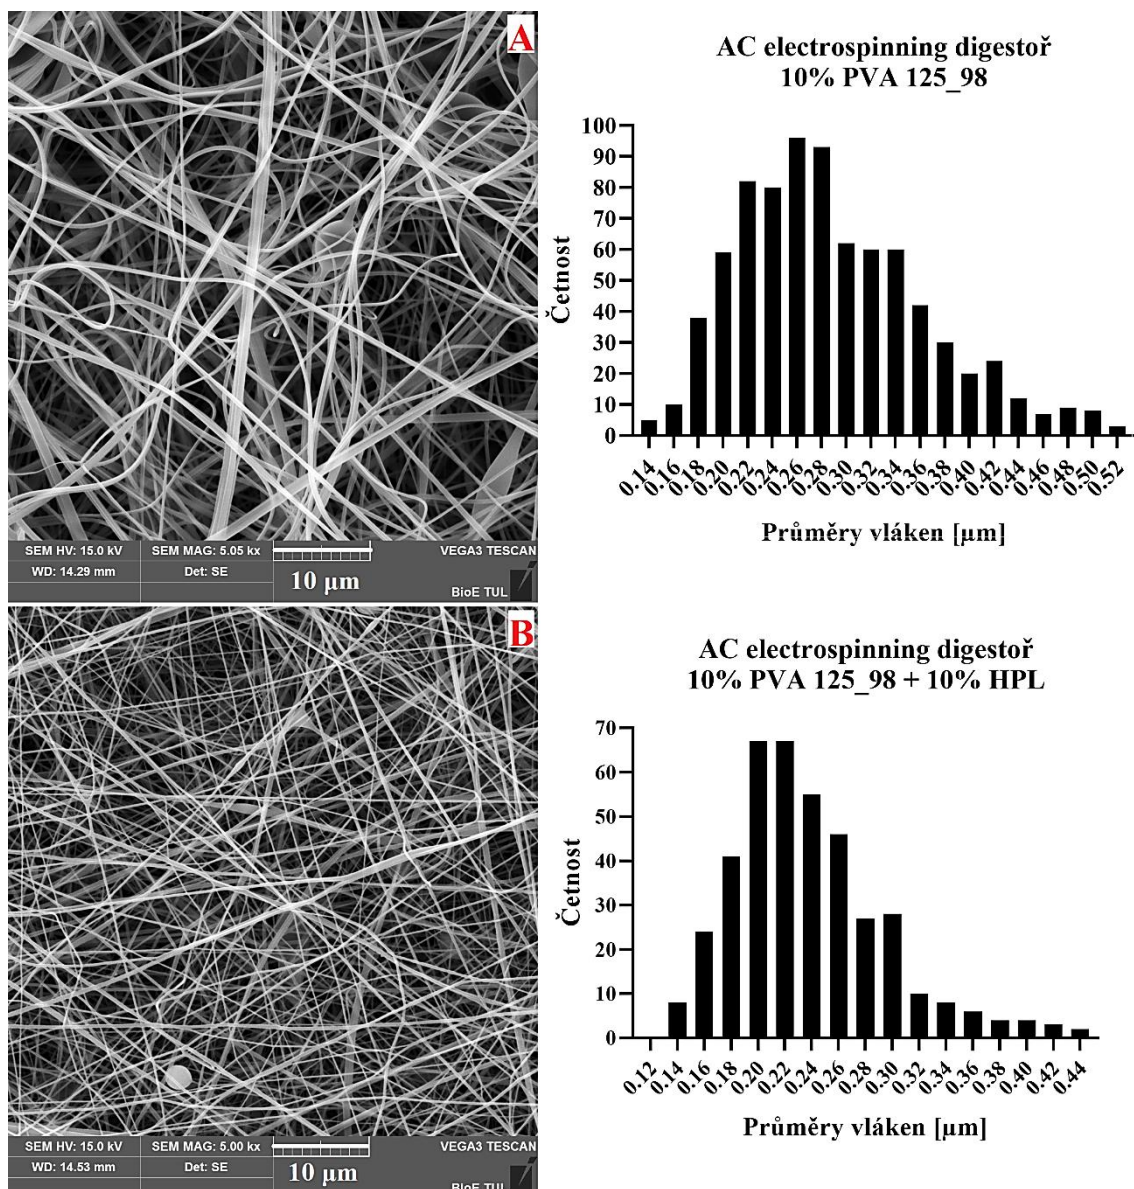 A
SEM HV: 15.0 kV
SEM MAG: 5.05 kx
VEGA3 TESCAN
WD: 14.29 mm
Det: SE
10 µm
BioE TUL
AC electrospinning digestoř
10% PVA 125_98
Četnost
100
90
80
70
60
50
40
30
20
10
0
0.14
0.16
0.18
0.20
0.22
0.24
0.26
0.28
0.30
0.32
0.34
0.36
0.38
0.40
0.42
0.44
0.46
0.48
0.50
0.52
Průměry vláken [µm]
B
SEM HV: 15.0 kV
SEM MAG: 5.00 kx
VEGA3 TESCAN
WD: 14.53 mm
Det: SE
10 µm
BioE TUL
AC electrospinning digestoř
10% PVA 125_98 + 10% HPL
Četnost
70
60
50
40
30
20
10
0
0.12
0.14
0.16
0.18
0.20
0.22
0.24
0.26
0.28
0.30
0.32
0.34
0.36
0.38
0.40
0.42
0.44
Průměry vláken [µm]